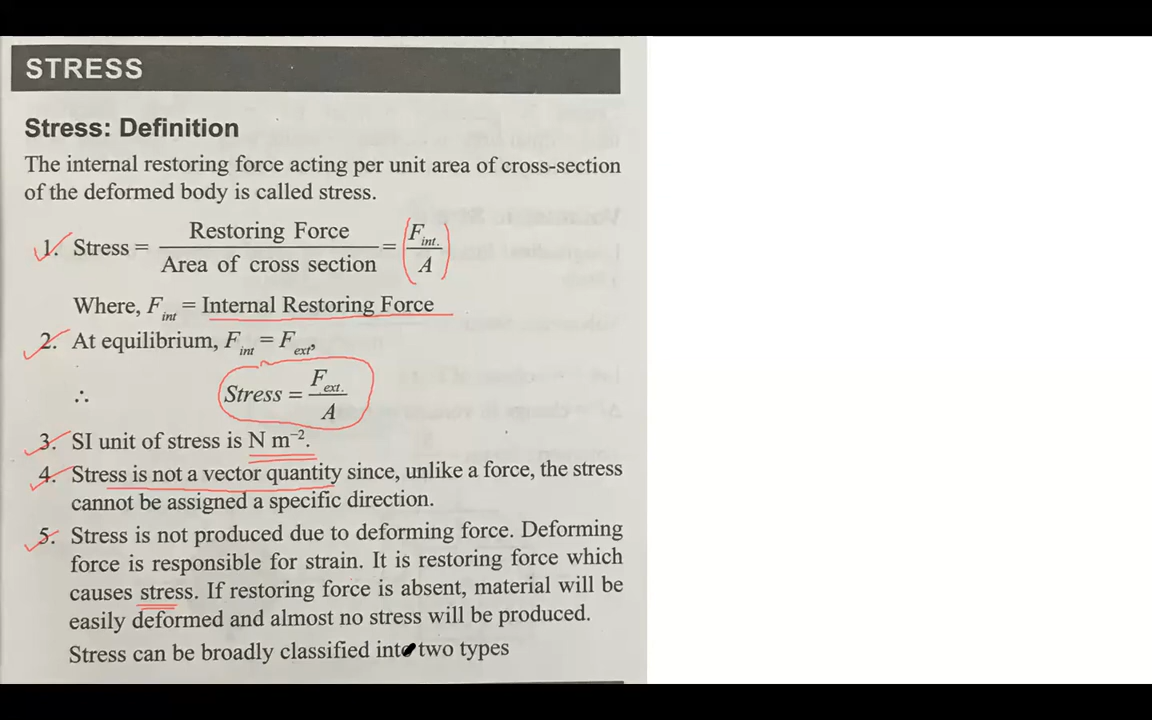 STRESS
Stress: Definition
The internal restoring force acting per unit area of cross-section
of the deformed body is called stress.
1. Stress = Restoring Force / Area of cross section = (F_int. / A)
Where, F_int = Internal Restoring Force
2. At equilibrium, F_int = F_ext,
∴ Stress = F_ext. / A
3. SI unit of stress is N m⁻².
4. Stress is not a vector quantity since, unlike a force, the stress
cannot be assigned a specific direction.
5. Stress is not produced due to deforming force. Deforming
force is responsible for strain. It is restoring force which
causes stress. If restoring force is absent, material will be
easily deformed and almost no stress will be produced.
Stress can be broadly classified into two types